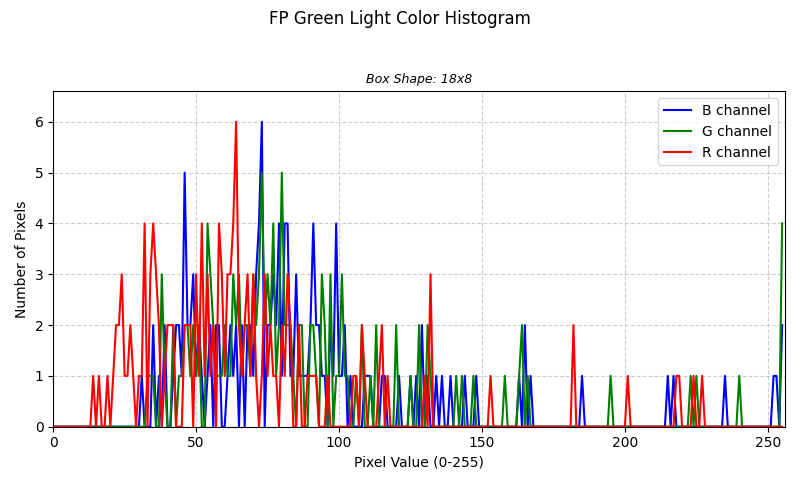 FP Green Light Color Histogram
Box Shape: 18x8
B channel
G channel
R channel
Number of Pixels
6
5
4
3
2
1
0
0 50 100 150 200 250
Pixel Value (0-255)